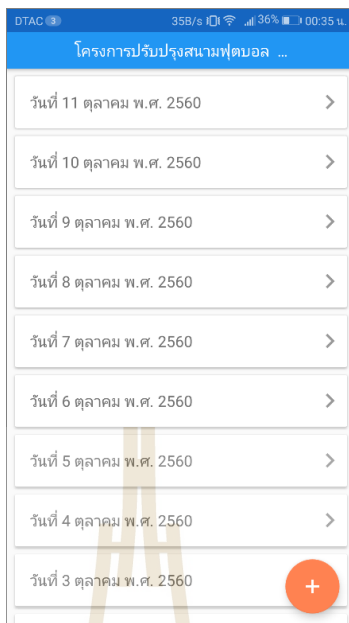 DTAC 3 35B/s 36% 00:35 น.
โครงการปรับปรุงสนามฟุตบอล ...
วันที่ 11 ตุลาคม พ.ศ. 2560
วันที่ 10 ตุลาคม พ.ศ. 2560
วันที่ 9 ตุลาคม พ.ศ. 2560
วันที่ 8 ตุลาคม พ.ศ. 2560
วันที่ 7 ตุลาคม พ.ศ. 2560
วันที่ 6 ตุลาคม พ.ศ. 2560
วันที่ 5 ตุลาคม พ.ศ. 2560
วันที่ 4 ตุลาคม พ.ศ. 2560
วันที่ 3 ตุลาคม พ.ศ. 2560